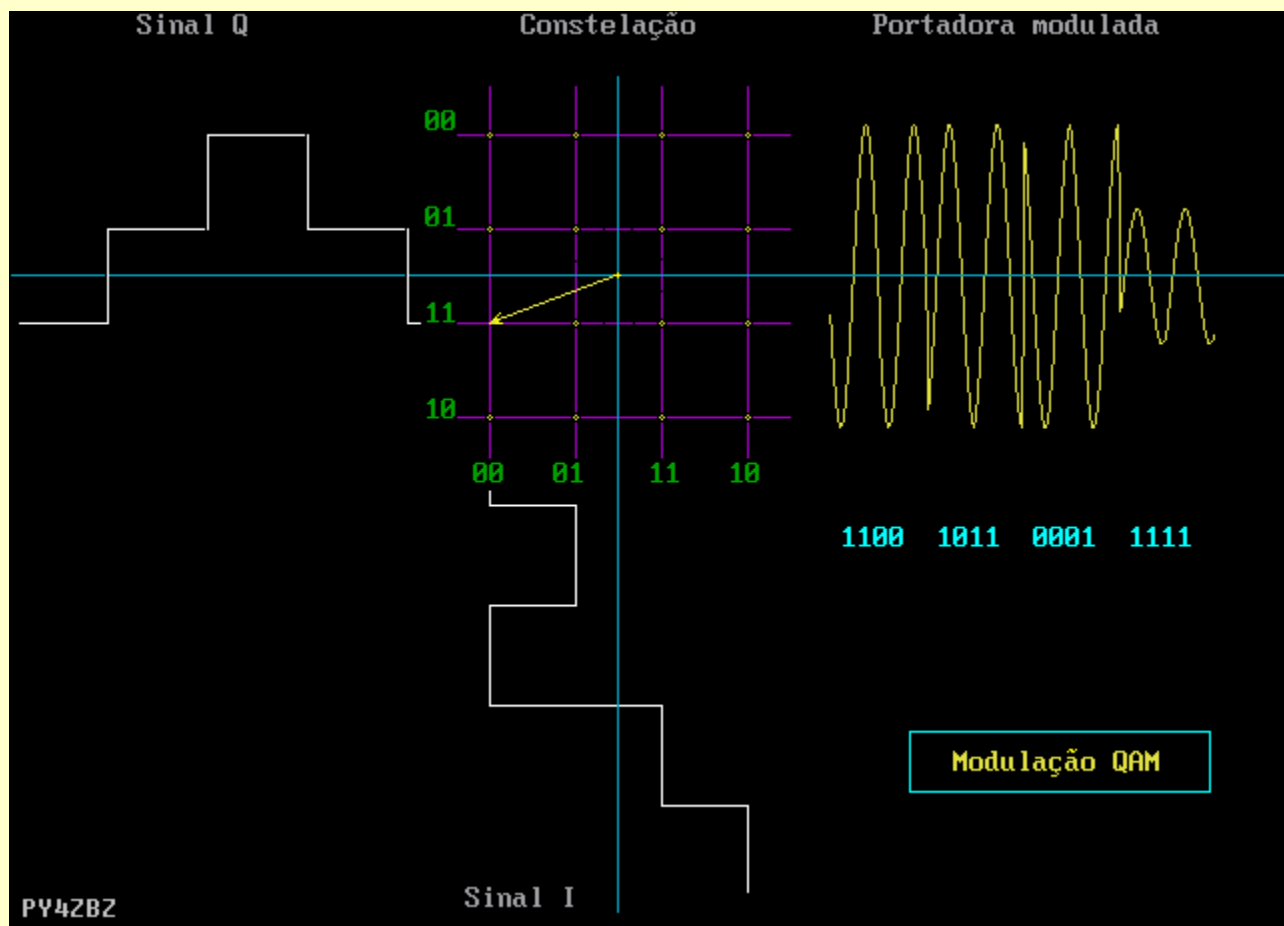 Sinal Q
Constelação
Portadora modulada
00
01
11
10
00 01 11 10
1100 1011 0001 1111
Modulação QAM
Sinal I
PY4ZBZ